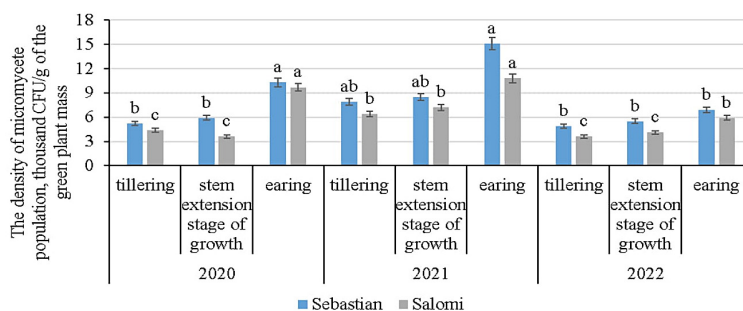 The density of micromycete
population, thousand CFU/g of the
green plant mass
18
15
12
9
6
3
0
b c b c a a ab b ab b a a b c b c b b
tillering stem extension stage of growth earing tillering stem extension stage of growth earing tillering stem extension stage of growth earing
2020 2021 2022
Sebastian Salomi